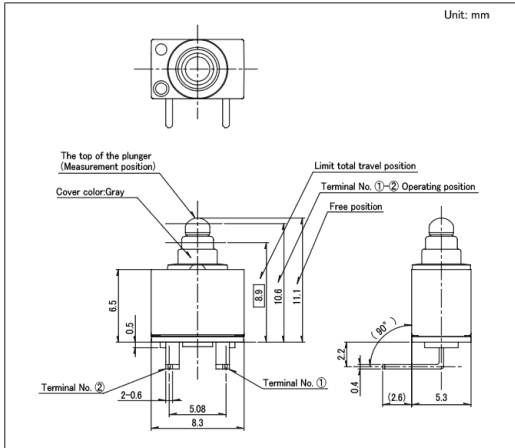 Unit: mm
The top of the plunger
(Measurement position)
Cover color:Gray
Limit total travel position
Terminal No. ①-② Operating position
Free position
6.5
0.5
8.9
10.6
11.1
(90°)
2.2
0.4
Terminal No. ②
Terminal No. ①
2-0.6
5.08
8.3
(2.6)
5.3